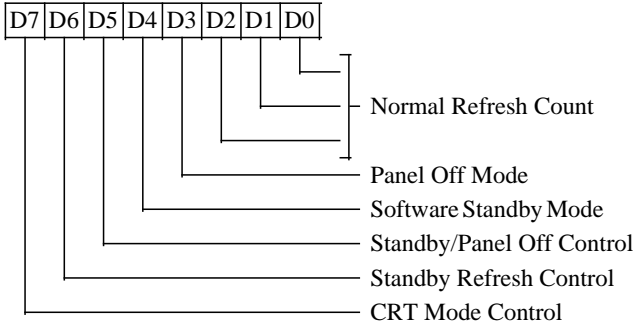 D7 D6 D5 D4 D3 D2 D1 D0
Normal Refresh Count
Panel Off Mode
Software Standby Mode
Standby/Panel Off Control
Standby Refresh Control
CRT Mode Control